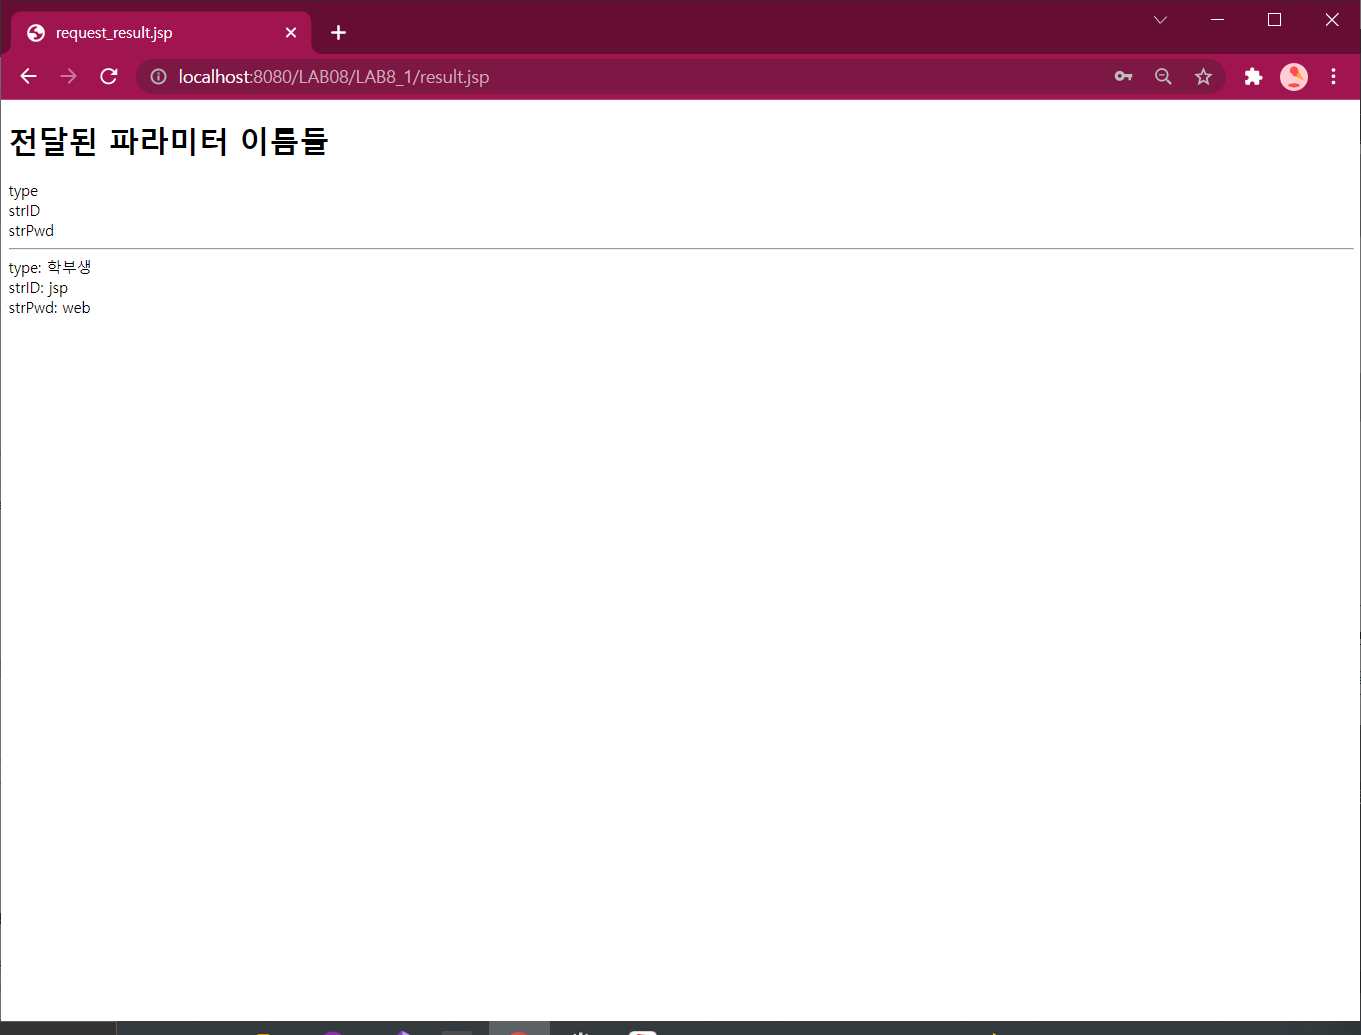 request_result.jsp
localhost:8080/LAB08/LAB8_1/result.jsp
전달된 파라미터 이름들
type
strID
strPwd
type: 학부생
strID: jsp
strPwd: web